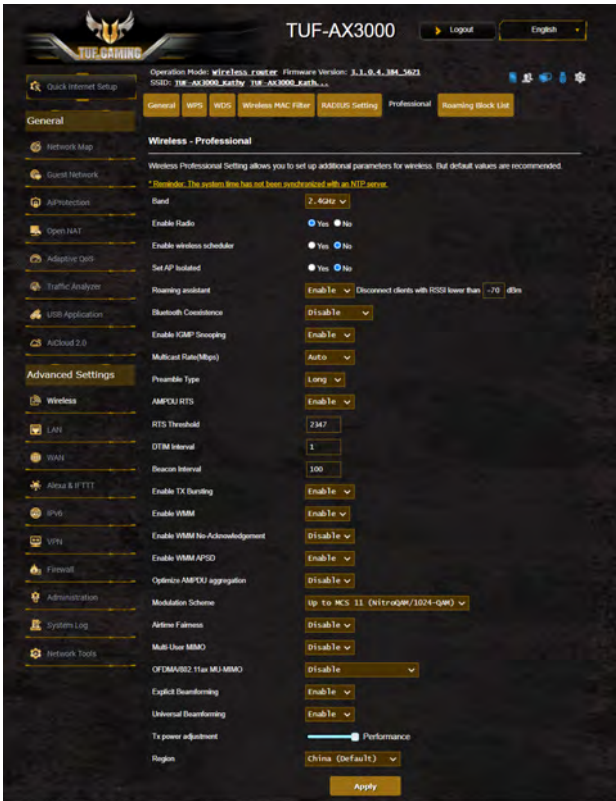 TUF GAMING
TUF-AX3000
Logout
English
Quick Internet Setup
Operation Mode: Wireless router Firmware Version: 3.1.0.4.384_5621
SSID: TUF-AX3000_Kathy TUF-AX3000_Kath...
General WPS WDS Wireless MAC Filter RADIUS Setting Professional Roaming Block List
General
Network Map
Guest Network
AiProtection
Open NAT
Adaptive QoS
Traffic Analyzer
USB Application
AiCloud 2.0
Advanced Settings
Wireless
LAN
WAN
Alexa & IFTTT
IPv6
VPN
Firewall
Administration
System Log
Network Tools
Wireless - Professional
Wireless Professional Setting allows you to set up additional parameters for wireless. But default values are recommended.
* Reminder: The system time has not been synchronized with an NTP server.
Band 2.4GHz
Enable Radio Yes No
Enable wireless scheduler Yes No
Set AP Isolated Yes No
Roaming assistant Enable Disconnect clients with RSSI lower than -70 dBm
Bluetooth Coexistence Disable
Enable IGMP Snooping Enable
Multicast Rate(Mbps) Auto
Preamble Type Long
AMPDU RTS Enable
RTS Threshold 2347
DTIM Interval 1
Beacon Interval 100
Enable TX Bursting Enable
Enable WMM Enable
Enable WMM No-Acknowledgement Disable
Enable WMM APSD Enable
Optimize AMPDU aggregation Disable
Modulation Scheme Up to MCS 11 (NitroQAM/1024-QAM)
Airtime Fairness Disable
Multi-User MIMO Disable
OFDMA/802.11ax MU-MIMO Disable
Explicit Beamforming Enable
Universal Beamforming Enable
Tx power adjustment Performance
Region China (Default)
Apply